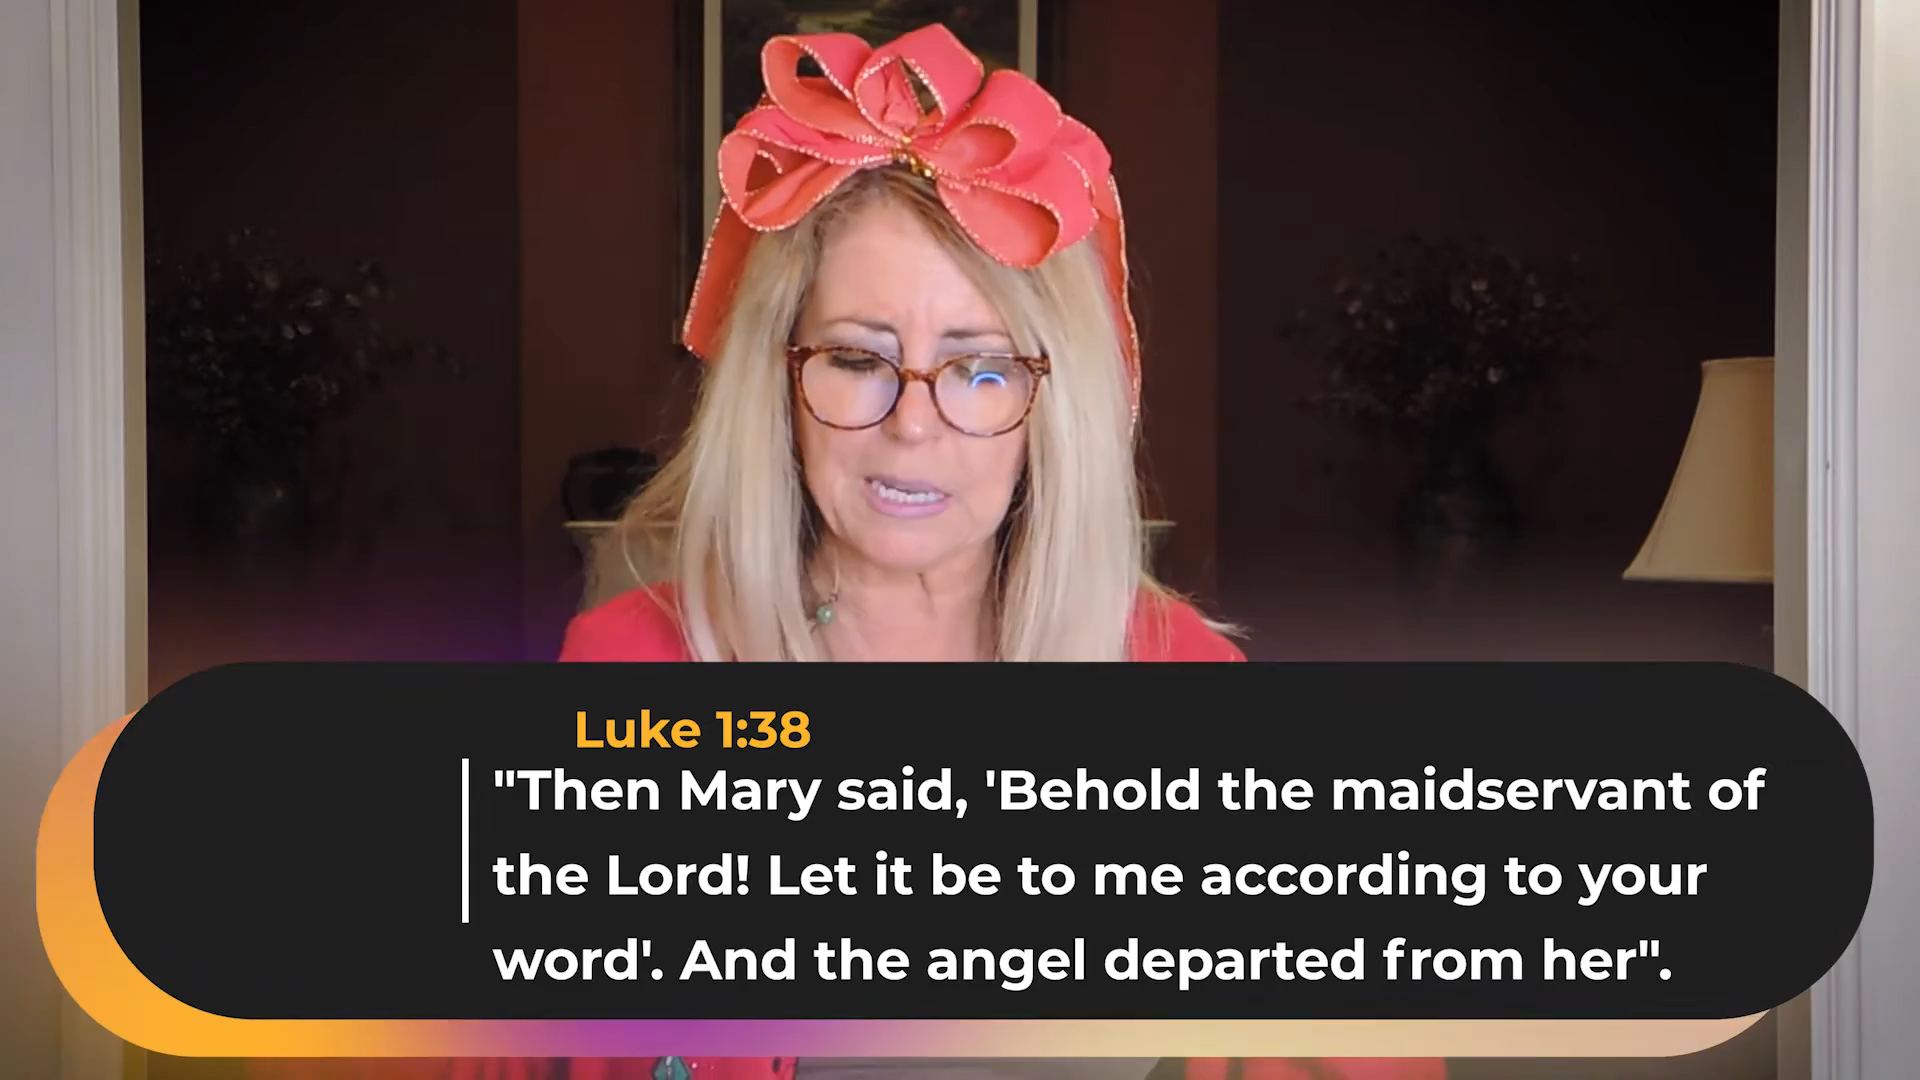 Luke 1:38
"Then Mary said, 'Behold the maidservant of
the Lord! Let it be to me according to your
word'. And the angel departed from her".